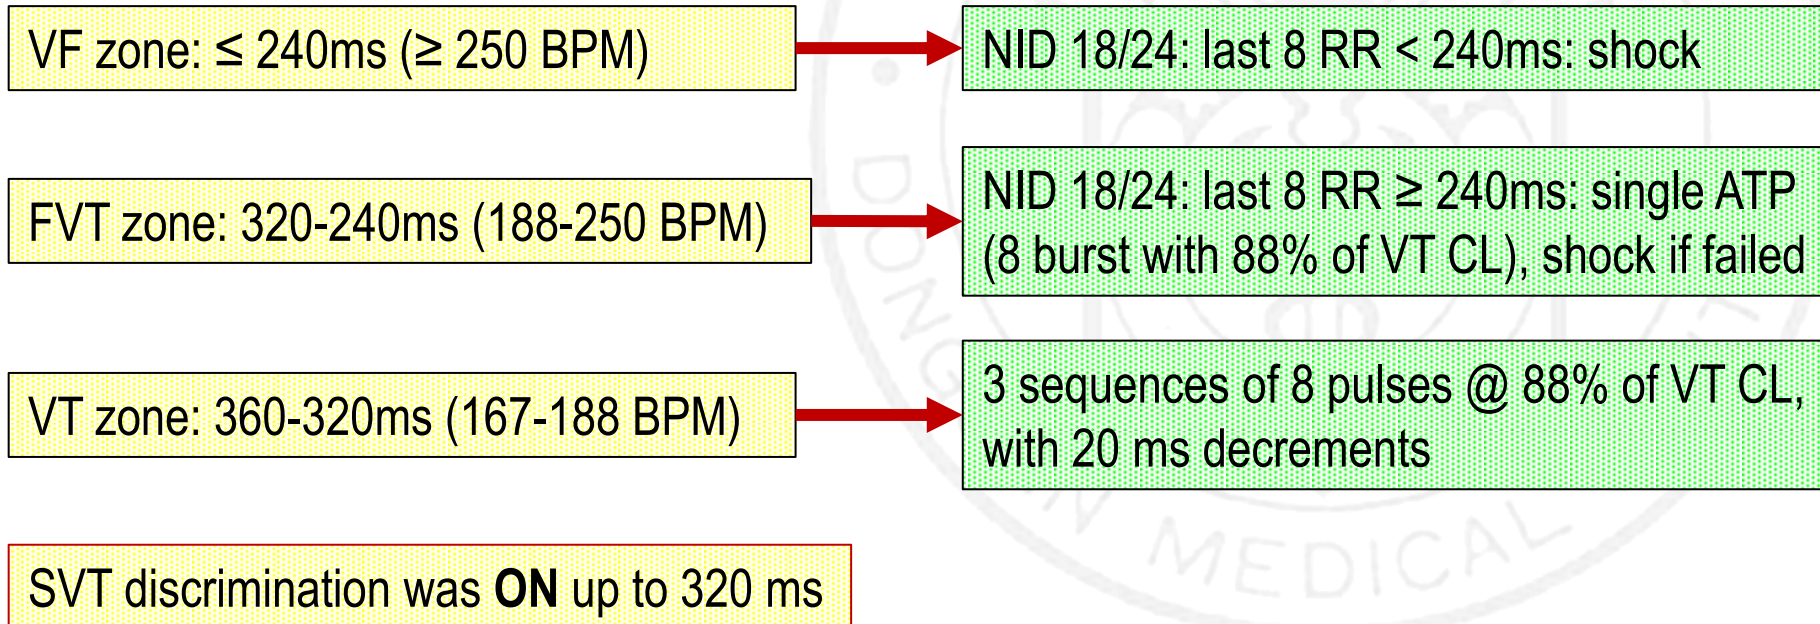 VF zone: ≤ 240ms (≥ 250 BPM)
NID 18/24: last 8 RR < 240ms: shock
FVT zone: 320-240ms (188-250 BPM)
NID 18/24: last 8 RR ≥ 240ms: single ATP
(8 burst with 88% of VT CL), shock if failed
VT zone: 360-320ms (167-188 BPM)
3 sequences of 8 pulses @ 88% of VT CL,
with 20 ms decrements
SVT discrimination was ON up to 320 ms
MEDICAL